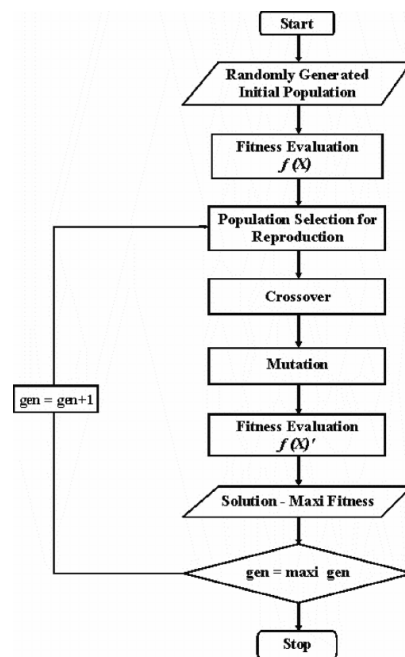 Start
Randomly Generated
Initial Population
Fitness Evaluation
f (X)
Population Selection for
Reproduction
Crossover
Mutation
gen = gen+1
Fitness Evaluation
f (X)'
Solution - Maxi Fitness
gen = maxi gen
Stop